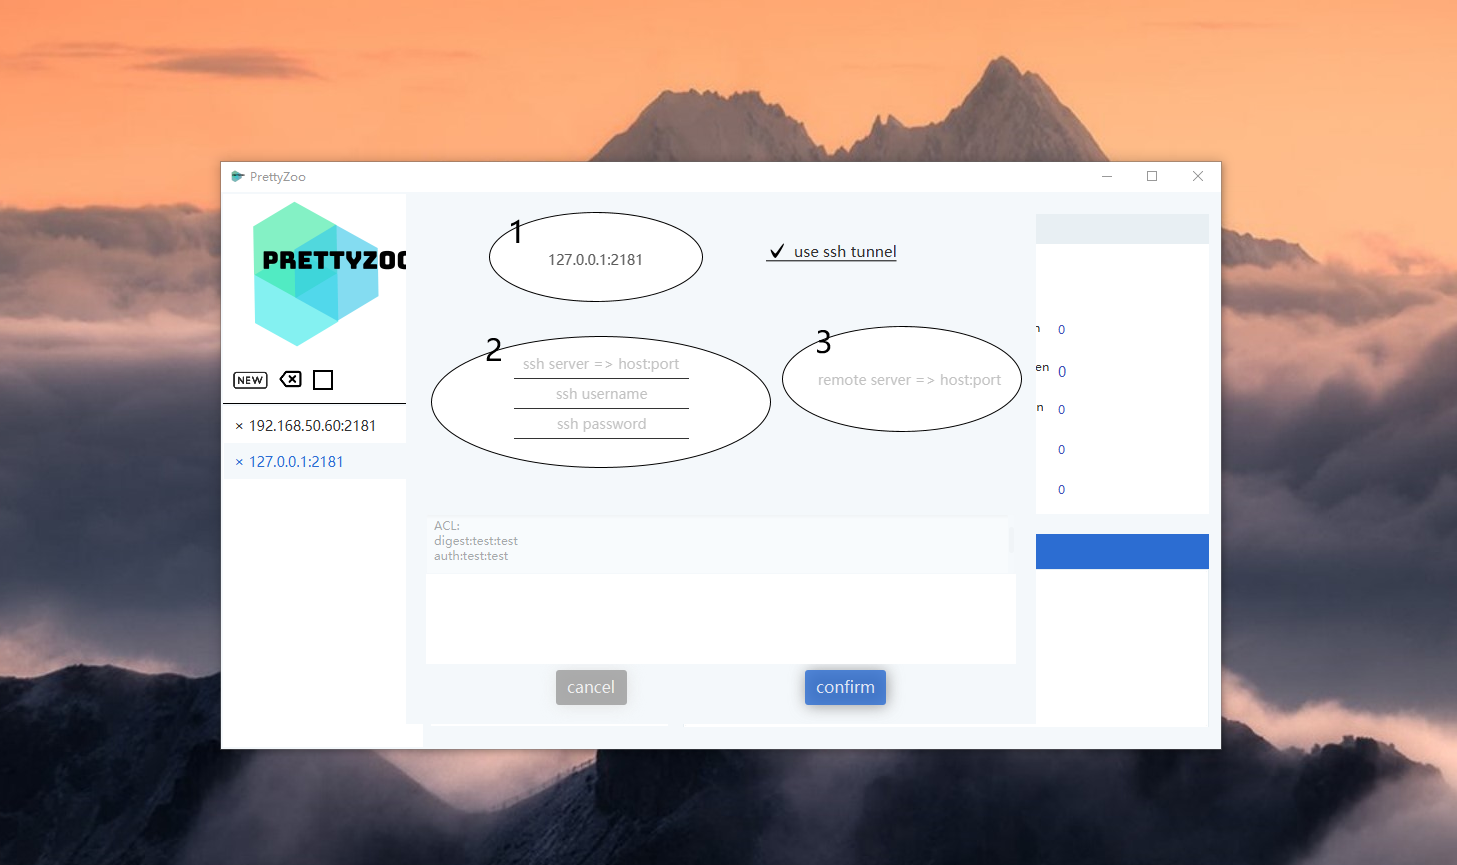 PrettyZoo
PRETTYZOO
NEW
× 192.168.50.60:2181
× 127.0.0.1:2181
1
127.0.0.1:2181
use ssh tunnel
2
ssh server => host:port
ssh username
ssh password
3
remote server => host:port
n 0
en 0
n 0
0
0
ACL:
digest:test:test
auth:test:test
cancel
confirm